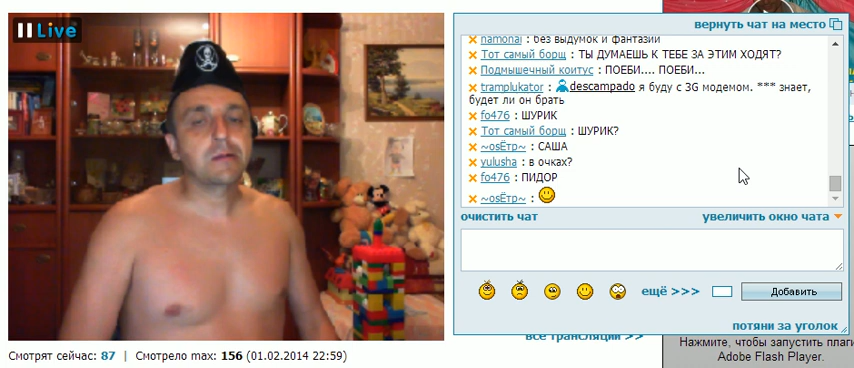 Live
вернуть чат на место
namonai : без выдумок и фантазии
Тот самый борщ : ТЫ ДУМАЕШЬ К ТЕБЕ ЗА ЭТИМ ХОДЯТ?
Подмышечный коитус : ПОЕБИ.... ПОЕБИ...
tramplukator : descampado я буду с 3G модемом. *** знает,
будет ли он брать
fo476 : ШУРИК
Тот самый борщ : ШУРИК?
~osЁтр~ : САША
yulusha : в очках?
fo476 : ПИДОР
~osЁтр~ :
очистить чат
увеличить окно чата
ещё >>>
Добавить
потяни за уголок
все трансляции >>
Смотрят сейчас: 87 | Смотрело max: 156 (01.02.2014 22:59)
Нажмите, чтобы запустить плаги
Adobe Flash Player.